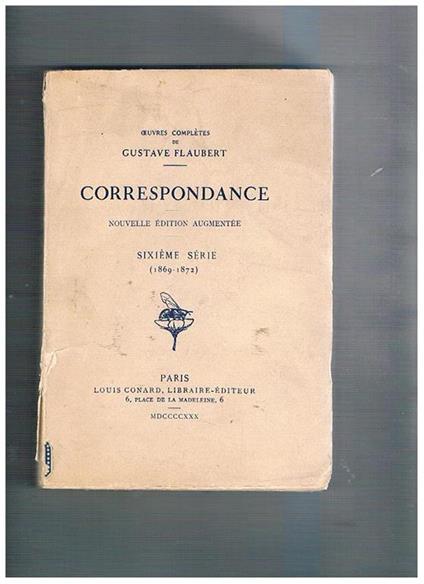 ŒUVRES COMPLÈTES
DE
GUSTAVE FLAUBERT
CORRESPONDANCE
NOUVELLE ÉDITION AUGMENTÉE
SIXIÈME SÉRIE
(1869-1872)
PARIS
LOUIS CONARD, LIBRAIRE-ÉDITEUR
6, PLACE DE LA MADELEINE, 6
MDCCCCXXX